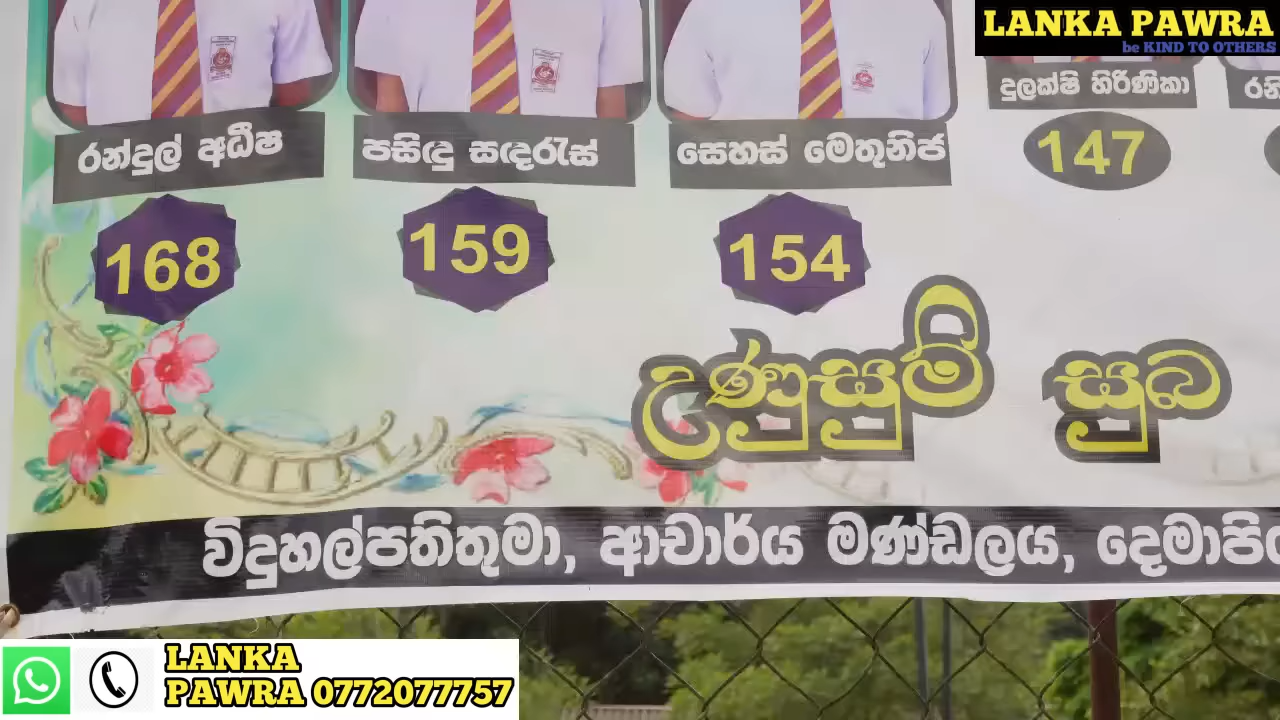 LANKA PAWRA
be KIND TO OTHERS
රන්දුල් අධීෂ
පසිඳු සඳරැස්
සෙහස් මෙතුනිජ
දුලක්ෂි හිරිණිකා
168
159
154
147
උණුසුම් සුබ
විදුහල්පතිතුමා, ආචාර්ය මණ්ඩලය,
LANKA
PAWRA 0772077757